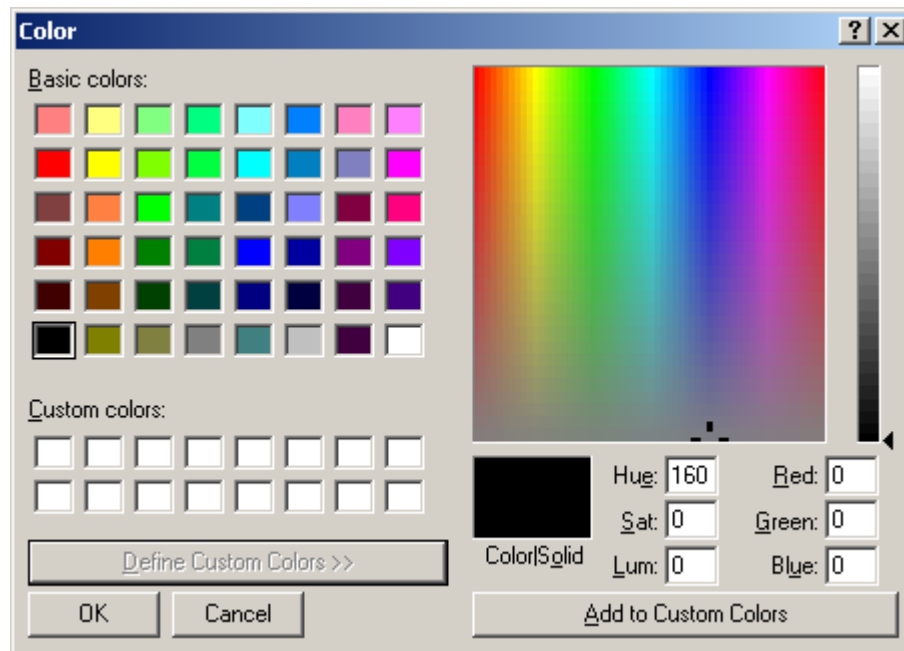 Color
Basic colors:
Custom colors:
Define Custom Colors >>
OK Cancel
Color|Solid
Hue: 160 Red: 0
Sat: 0 Green: 0
Lum: 0 Blue: 0
Add to Custom Colors